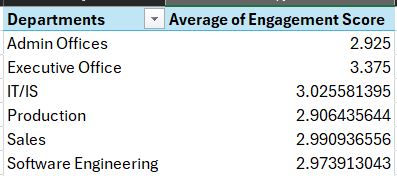 Departments Average of Engagement Score
Admin Offices 2.925
Executive Office 3.375
IT/IS 3.025581395
Production 2.906435644
Sales 2.990936556
Software Engineering 2.973913043